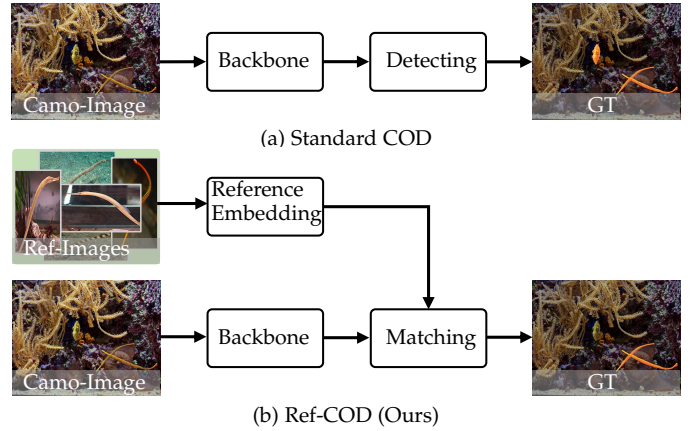 Camo-Image
Backbone
Detecting
GT
(a) Standard COD
Ref-Images
Reference
Embedding
Camo-Image
Backbone
Matching
GT
(b) Ref-COD (Ours)